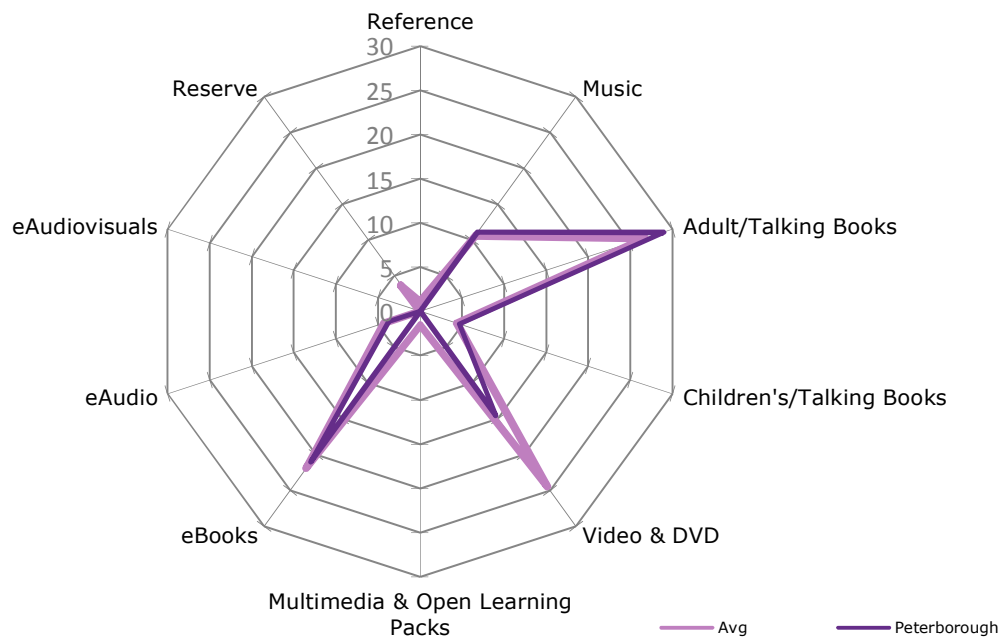 Reference
30
25
20
15
10
5
0
Music
Adult/Talking Books
Children's/Talking Books
Video & DVD
Multimedia & Open Learning
Packs
eBooks
eAudio
eAudiovisuals
Reserve
Avg
Peterborough